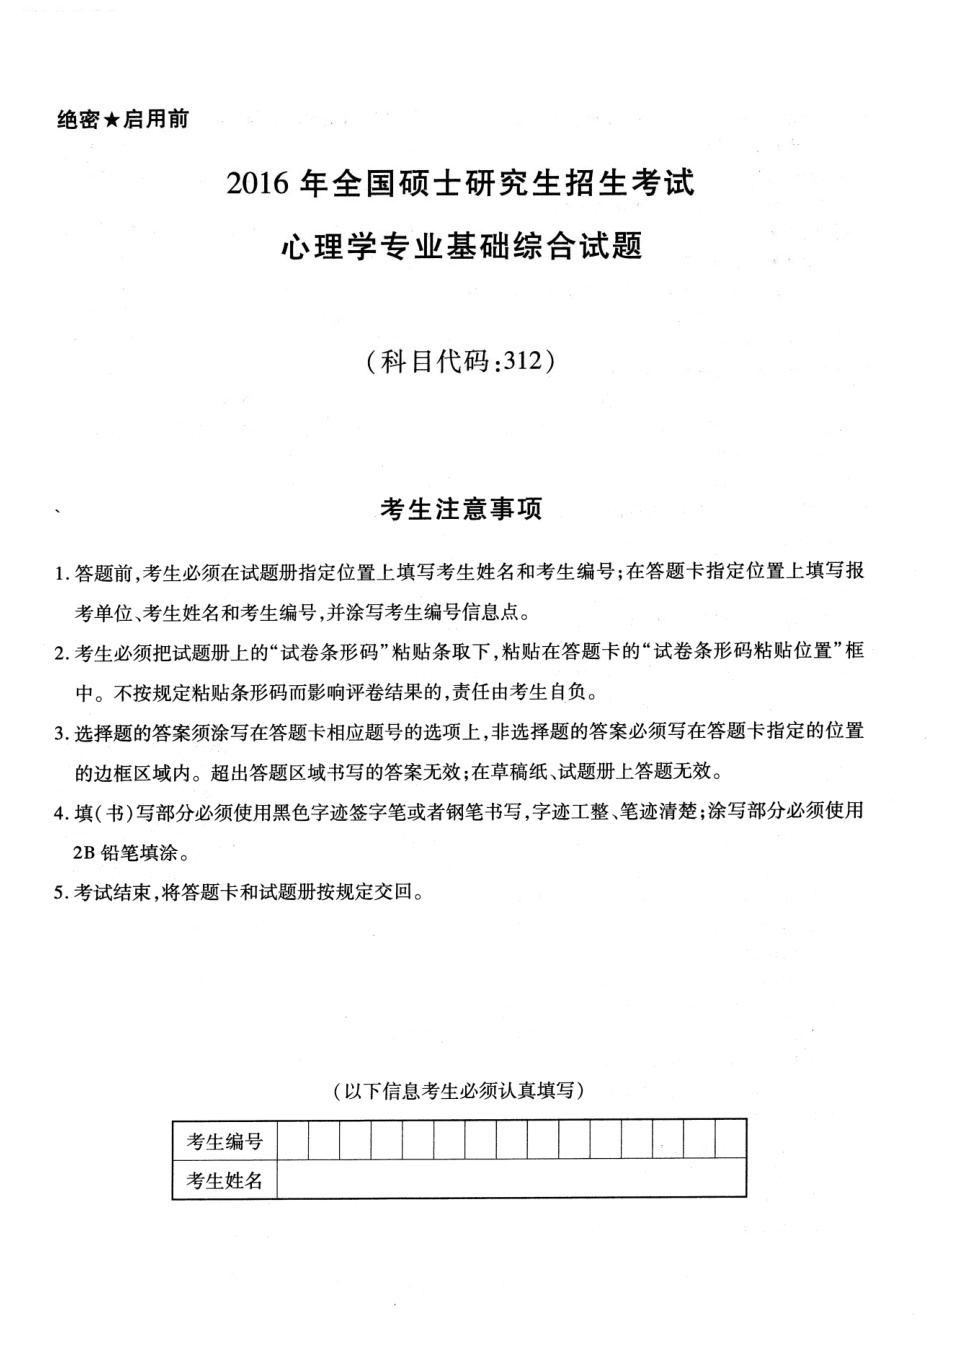 绝密★启用前
2016 年全国硕士研究生招生考试
心理学专业基础综合试题
(科目代码:312)
考生注意事项
1. 答题前,考生必须在试题册指定位置上填写考生姓名和考生编号;在答题卡指定位置上填写报
考单位、考生姓名和考生编号,并涂写考生编号信息点。
2. 考生必须把试题册上的“试卷条形码”粘贴条取下,粘贴在答题卡的“试卷条形码粘贴位置”框
中。不按规定粘贴条形码而影响评卷结果的,责任由考生自负。
3. 选择题的答案须涂写在答题卡相应题号的选项上,非选择题的答案必须写在答题卡指定的位置
的边框区域内。超出答题区域书写的答案无效;在草稿纸、试题册上答题无效。
4. 填(书)写部分必须使用黑色字迹签字笔或者钢笔书写,字迹工整、笔迹清楚;涂写部分必须使用
2B 铅笔填涂。
5. 考试结束,将答题卡和试题册按规定交回。
(以下信息考生必须认真填写)
考生编号
考生姓名